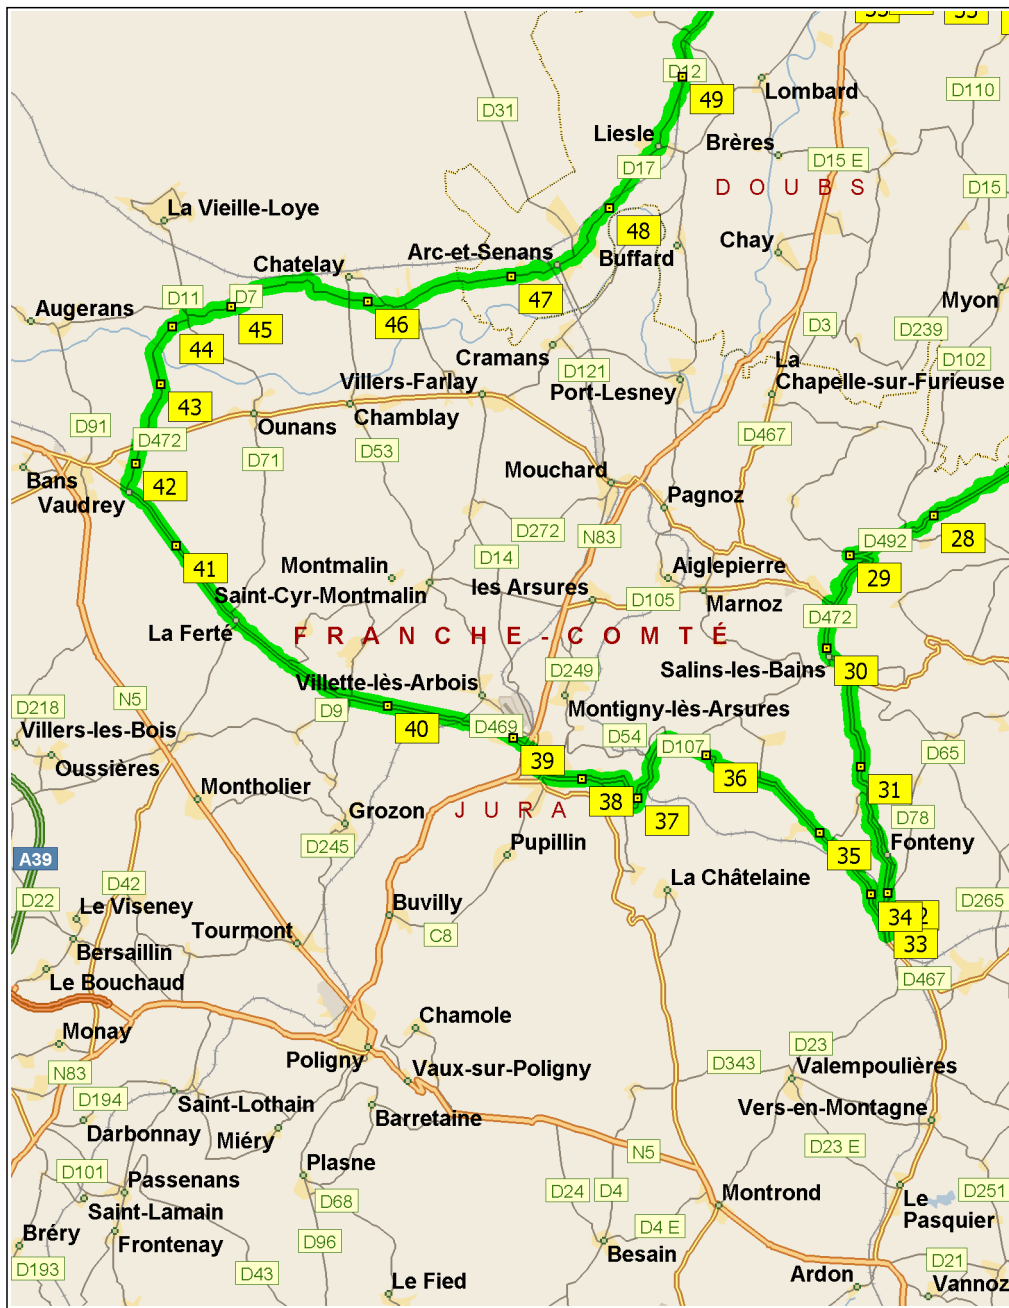 D12
49
Lombard
D110
D31
Liesle
Brères
D17
D15 E
D O U B S
D15
La Vieille-Loye
48
Buffard
Chay
Arc-et-Senans
Chatelay
47
D7
D11
Augerans
45
46
44
Myon
D3
D239
D102
Cramans
D121
Port-Lesney
La
Chapelle-sur-Furieuse
Villers-Farlay
43
Chamblay
Ounans
D91
D472
D71
D53
D467
Bans
Vaudrey
42
Mouchard
Pagnoz
D272
N83
D492
28
29
41
D14
Montmalin
Saint-Cyr-Montmalin
les Arsures
Aiglepierre
D105
Marnoz
D472
La Ferté
F R A N C H E - C O M T É
D249
Salins-les-Bains
30
Villette-lès-Arbois
Montigny-lès-Arsures
N5
D218
D9
40
D469
D54
D107
D65
Villers-les-Bois
Oussières
39
36
31
Montholier
38
37
J U R A
Grozon
D245
Pupillin
35
D78
Fonteny
A39
D42
D22
La Châtelaine
Le Viseney
Buvilly
C8
34
2
33
D265
Tourmont
Bersaillin
Le Bouchaud
D467
Chamole
Monay
Poligny
D23
D343
Valempoulières
N83
Vaux-sur-Poligny
D194
Saint-Lothain
Barretaine
Vers-en-Montagne
Darbonnay
Miéry
D23 E
N5
D101
Plasne
Passenans
D68
D24
D4
Montrond
D251
Le
Pasquier
Saint-Lamain
Bréry
Frontenay
D96
D4 E
Besain
D193
D43
Le Fied
Ardon
D21
Vannoz